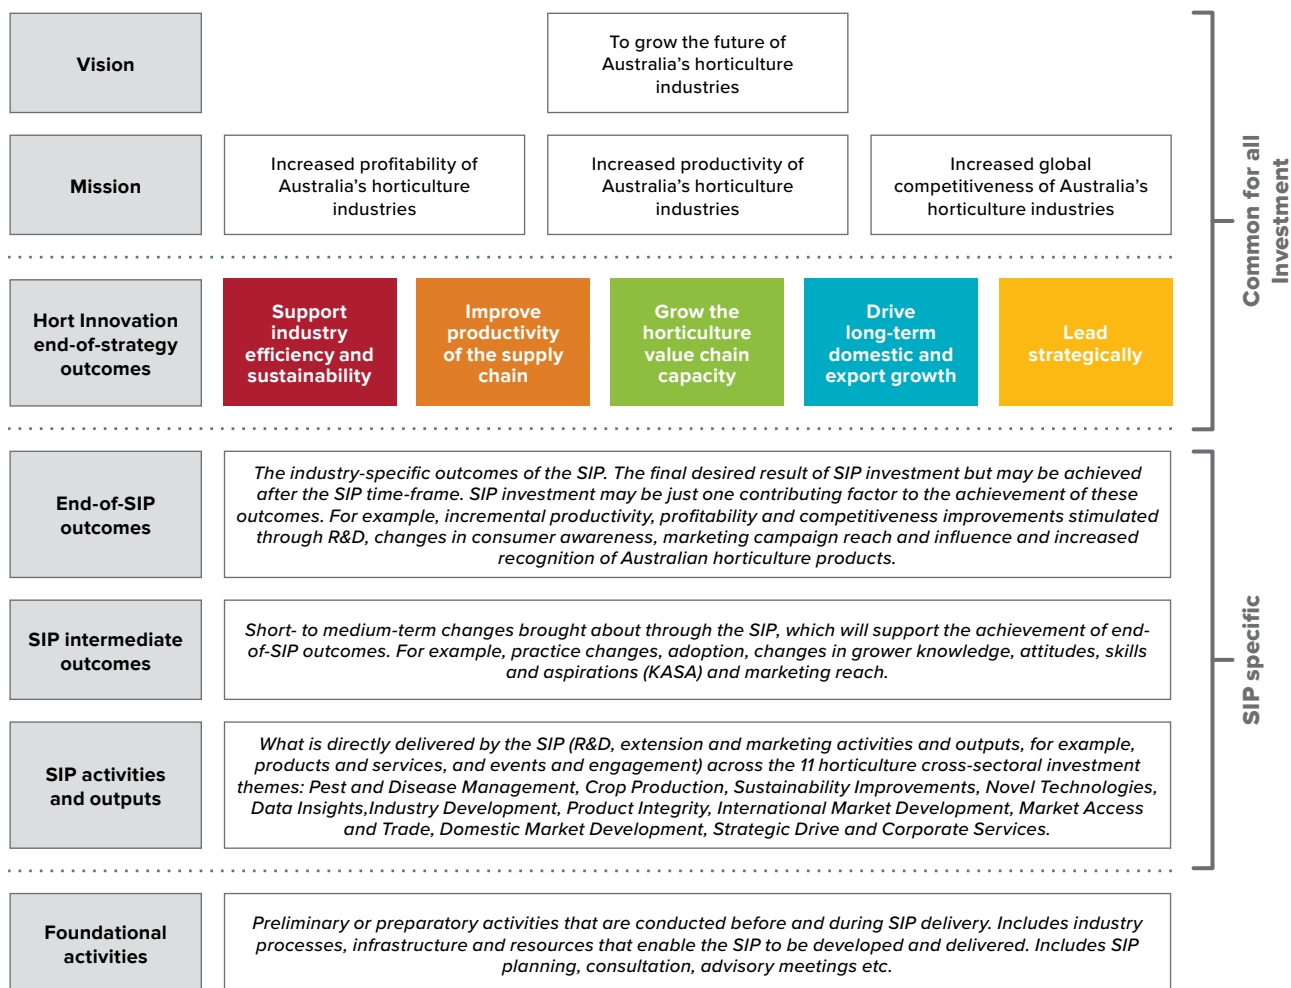 Vision
To grow the future of
Australia’s horticulture
industries
Mission
Increased profitability of
Australia’s horticulture
industries
Increased productivity of
Australia’s horticulture
industries
Increased global
competitiveness of Australia’s
horticulture industries
Common for all
Investment
Hort Innovation
end-of-strategy
outcomes
Support
industry
efficiency and
sustainability
Improve
productivity
of the supply
chain
Grow the
horticulture
value chain
capacity
Drive
long-term
domestic and
export growth
Lead
strategically
End-of-SIP
outcomes
The industry-specific outcomes of the SIP. The final desired result of SIP investment but may be achieved
after the SIP time-frame. SIP investment may be just one contributing factor to the achievement of these
outcomes. For example, incremental productivity, profitability and competitiveness improvements stimulated
through R&D, changes in consumer awareness, marketing campaign reach and influence and increased
recognition of Australian horticulture products.
SIP intermediate
outcomes
Short- to medium-term changes brought about through the SIP, which will support the achievement of end-
of-SIP outcomes. For example, practice changes, adoption, changes in grower knowledge, attitudes, skills
and aspirations (KASA) and marketing reach.
SIP specific
SIP activities
and outputs
What is directly delivered by the SIP (R&D, extension and marketing activities and outputs, for example,
products and services, and events and engagement) across the 11 horticulture cross-sectoral investment
themes: Pest and Disease Management, Crop Production, Sustainability Improvements, Novel Technologies,
Data Insights,Industry Development, Product Integrity, International Market Development, Market Access
and Trade, Domestic Market Development, Strategic Drive and Corporate Services.
Foundational
activities
Preliminary or preparatory activities that are conducted before and during SIP delivery. Includes industry
processes, infrastructure and resources that enable the SIP to be developed and delivered. Includes SIP
planning, consultation, advisory meetings etc.